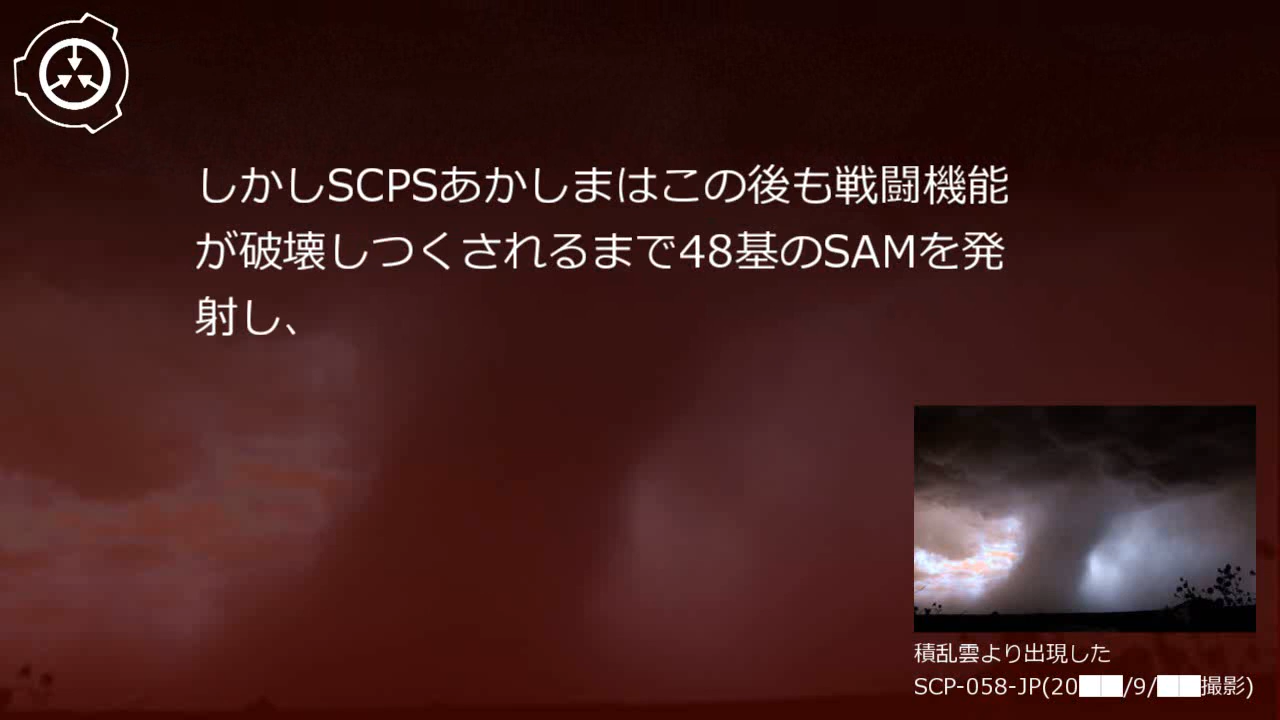 しかしSCPSあかしまはこの後も戦闘機能
が破壊しつくされるまで48基のSAMを発
射し、
積乱雲より出現した
SCP-058-JP(20██/9/██撮影)